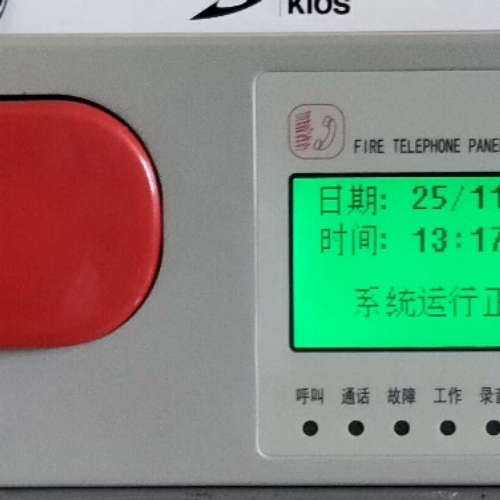 KIOS
FIRE TELEPHONE PANE
日期: 25/11
时间: 13:17
系统运行正
呼叫 通话 故障 工作 录音